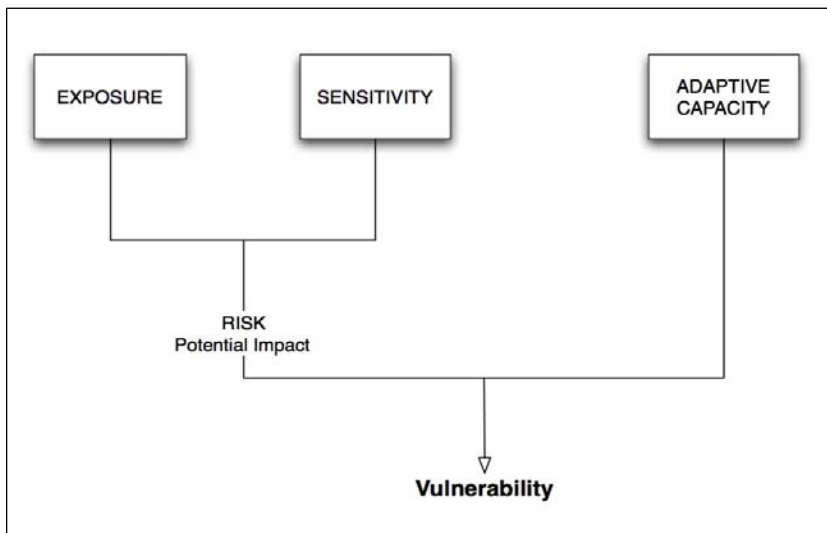 EXPOSURE
SENSITIVITY
ADAPTIVE
CAPACITY
RISK
Potential Impact
Vulnerability